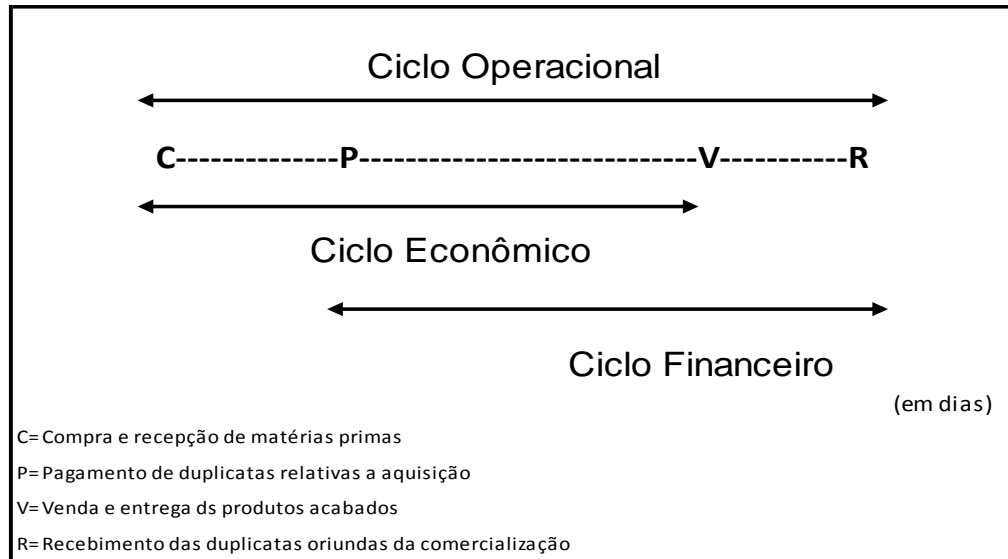 Ciclo Operacional
C--------------P-----------------------------V-----------R
Ciclo Econômico
Ciclo Financeiro
(em dias)
C= Compra e recepção de matérias primas
P= Pagamento de duplicatas relativas a aquisição
V= Venda e entrega ds produtos acabados
R= Recebimento das duplicatas oriundas da comercialização